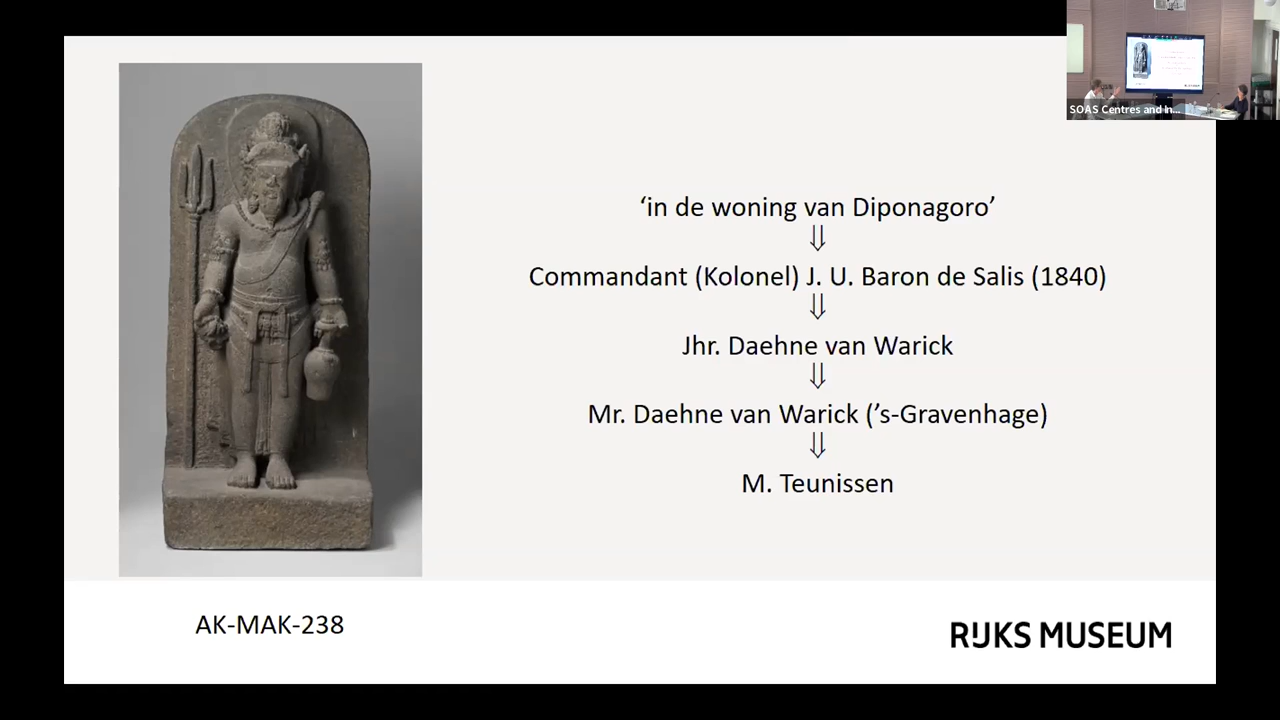 SOAS Centres and In...
‘in de woning van Diponagoro’
Commandant (Kolonel) J. U. Baron de Salis (1840)
Jhr. Daehne van Warick
Mr. Daehne van Warick (’s-Gravenhage)
M. Teunissen
AK-MAK-238
RIJKS MUSEUM